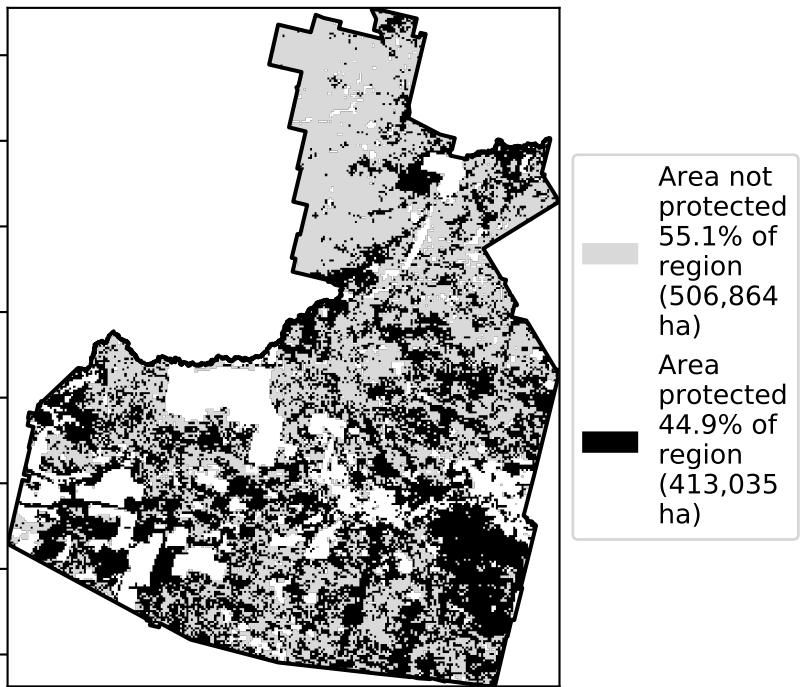 Area not
protected
55.1% of
region
(506,864
ha)
Area
protected
44.9% of
region
(413,035
ha)